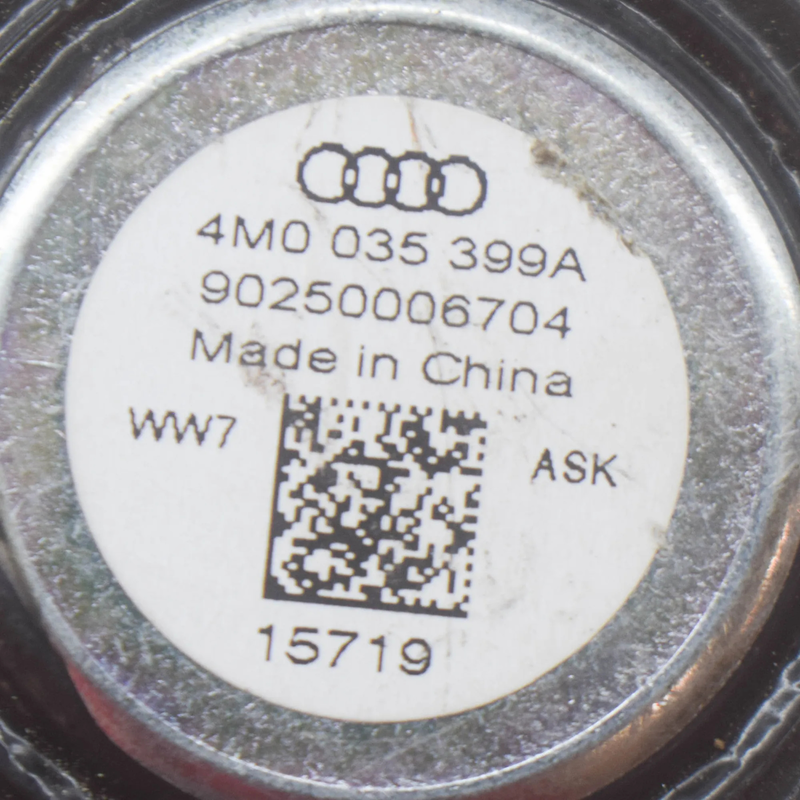 4M0 035 399A
90250006704
Made in China
WW7
ASK
15719